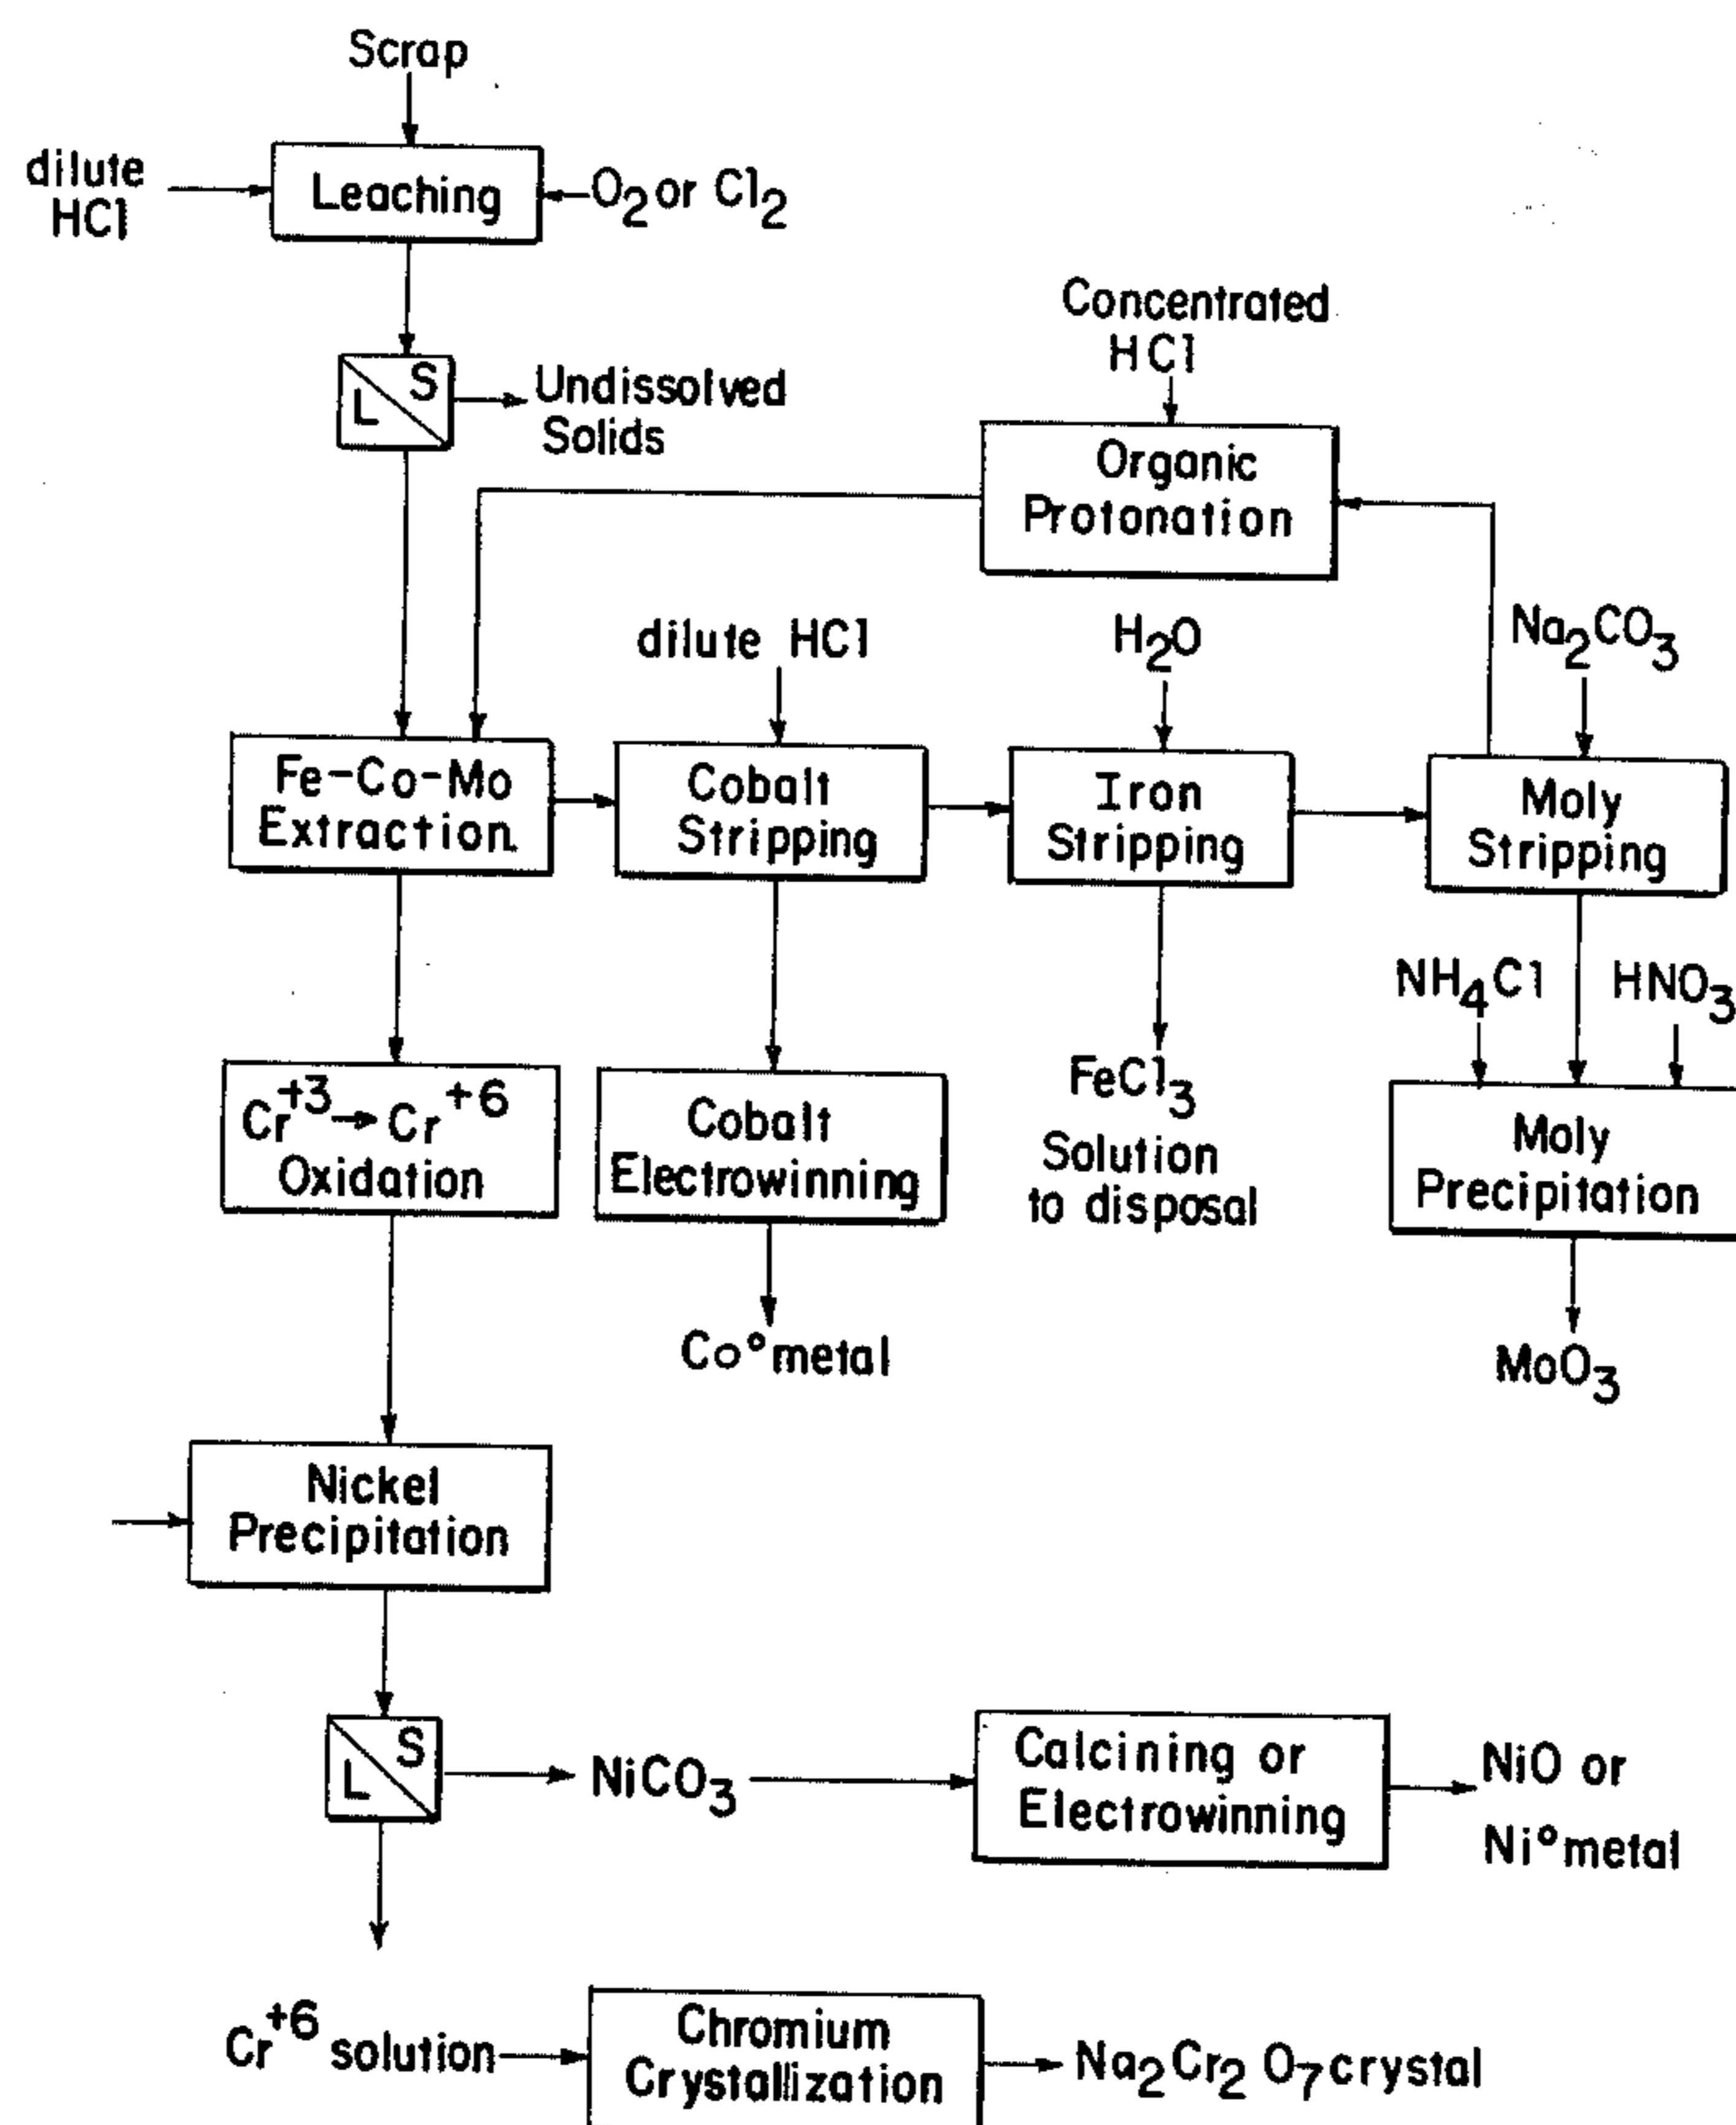 Scrap
dilute
HCl
Leaching
O2 or Cl2
L S
Undissolved
Solids
Concentrated
HCl
Organic
Protonation
dilute HCl
H2O
Na2CO3
Fe-Co-Mo
Extraction
Cobalt
Stripping
Iron
Stripping
Moly
Stripping
NH4Cl
HNO3
Cr+3→Cr+6
Oxidation
Cobalt
Electrowinning
FeCl3
Solution
to disposal
Moly
Precipitation
Co°metal
MoO3
Nickel
Precipitation
L S
NiCO3
Calcining or
Electrowinning
NiO or
Ni°metal
Cr+6 solution
Chromium
Crystallization
Na2Cr2O7 crystal